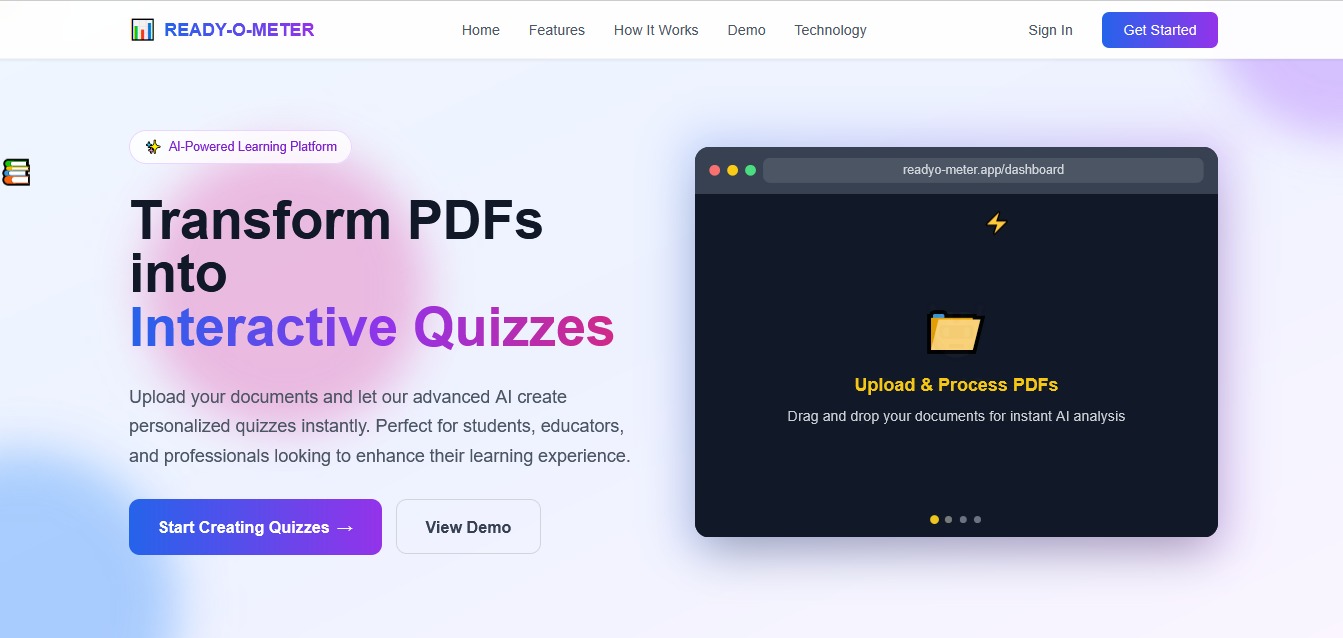 READY-O-METER
Home
Features
How It Works
Demo
Technology
Sign In
Get Started
AI-Powered Learning Platform
Transform PDFs
into
Interactive Quizzes
Upload your documents and let our advanced AI create
personalized quizzes instantly. Perfect for students, educators,
and professionals looking to enhance their learning experience.
Start Creating Quizzes →
View Demo
readyo-meter.app/dashboard
Upload & Process PDFs
Drag and drop your documents for instant AI analysis